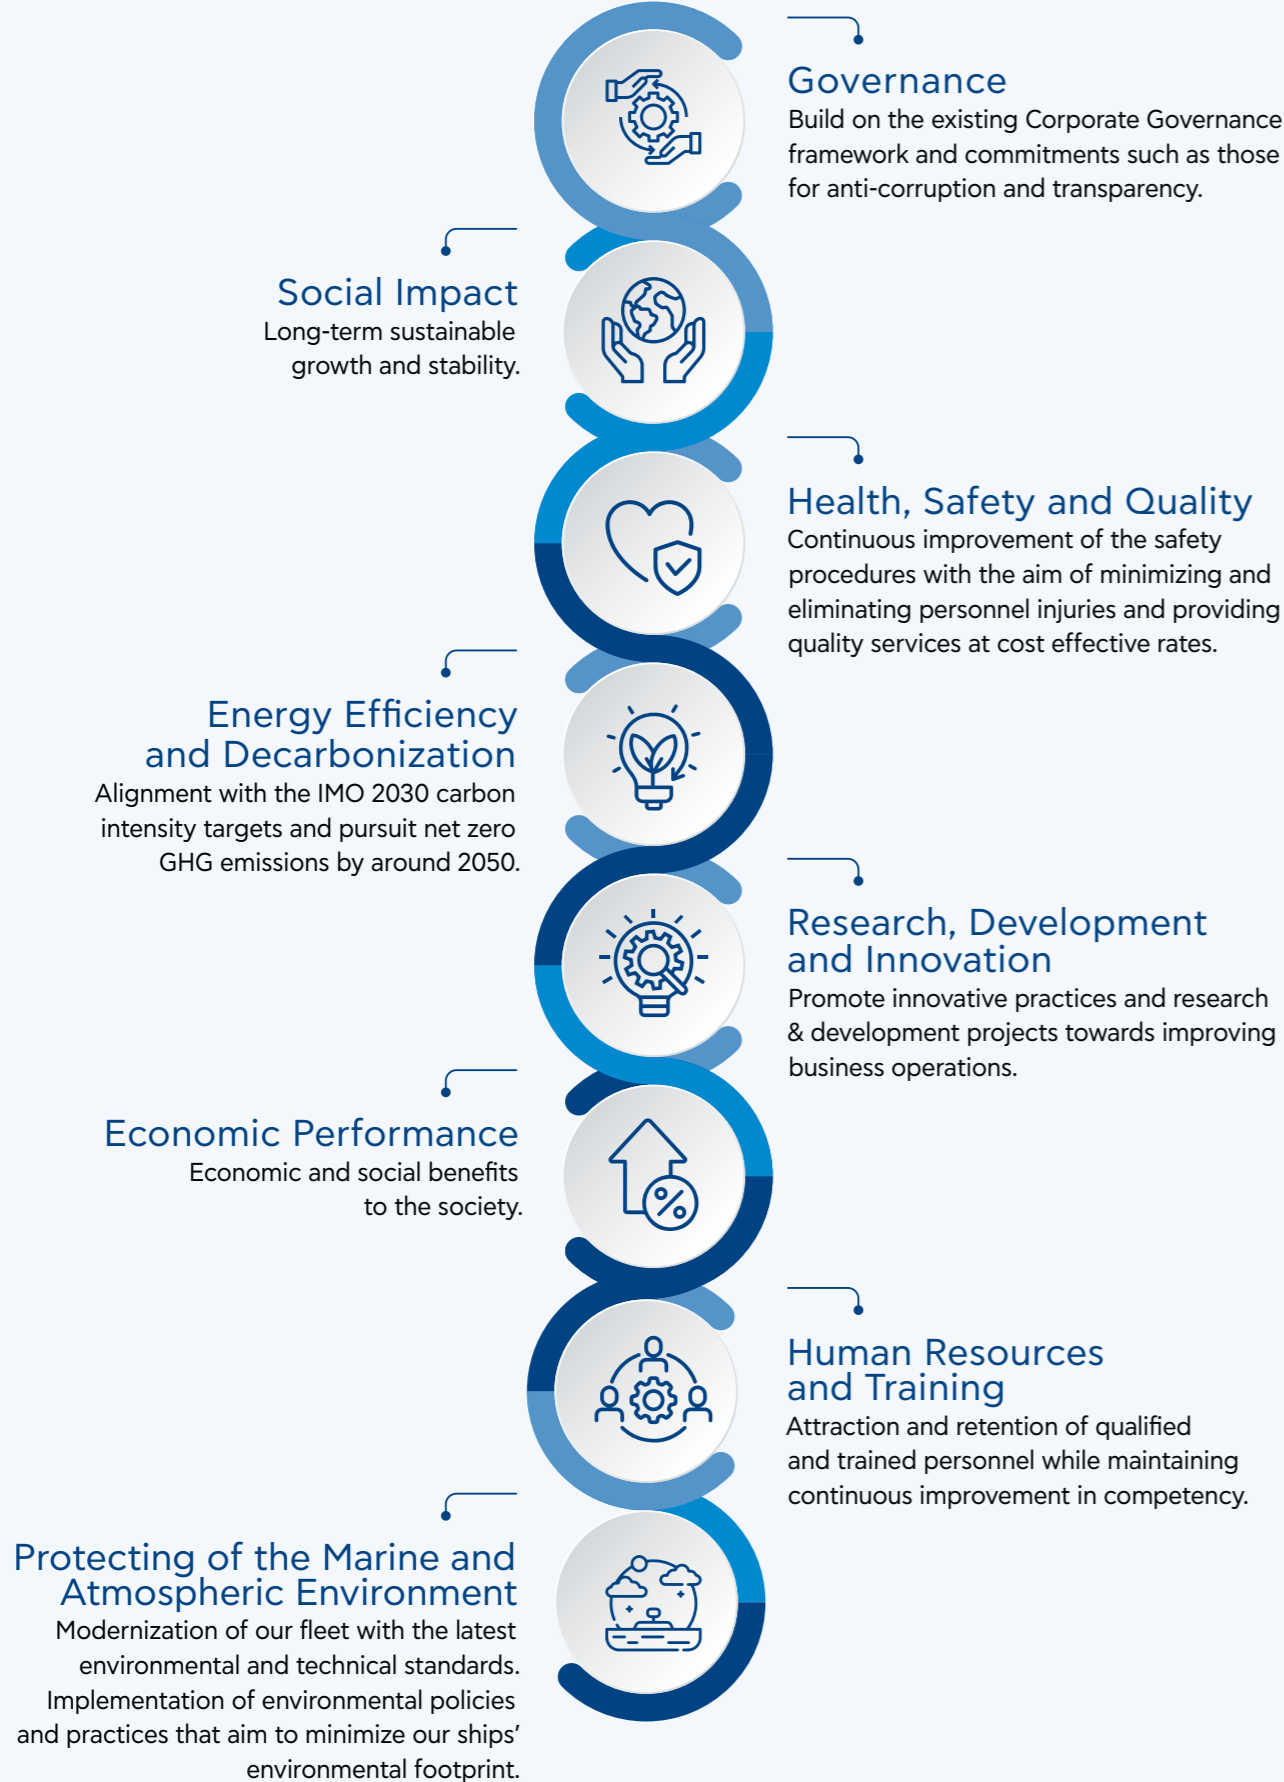 Governance
Build on the existing Corporate Governance
framework and commitments such as those
for anti-corruption and transparency.
Social Impact
Long-term sustainable
growth and stability.
Health, Safety and Quality
Continuous improvement of the safety
procedures with the aim of minimizing and
eliminating personnel injuries and providing
quality services at cost effective rates.
Energy Efficiency
and Decarbonization
Alignment with the IMO 2030 carbon
intensity targets and pursuit net zero
GHG emissions by around 2050.
Research, Development
and Innovation
Promote innovative practices and research
& development projects towards improving
business operations.
Economic Performance
Economic and social benefits
to the society.
%
Human Resources
and Training
Attraction and retention of qualified
and trained personnel while maintaining
continuous improvement in competency.
Protecting of the Marine and
Atmospheric Environment
Modernization of our fleet with the latest
environmental and technical standards.
Implementation of environmental policies
and practices that aim to minimize our ships’
environmental footprint.